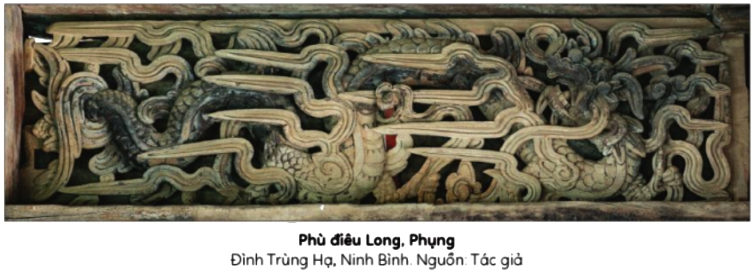 Phù điêu Long, Phụng
Đình Trùng Hạ, Ninh Bình. Nguồn: Tác giả